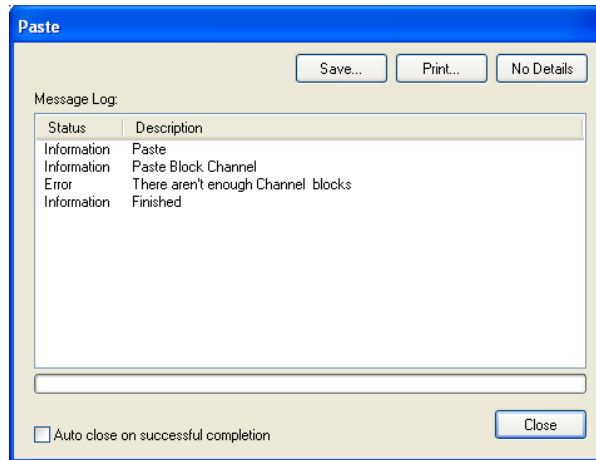 Paste
Save... Print... No Details
Message Log:
Status Description
Information Paste
Information Paste Block Channel
Error There aren't enough Channel  blocks
Information Finished
Close
Auto close on successful completion